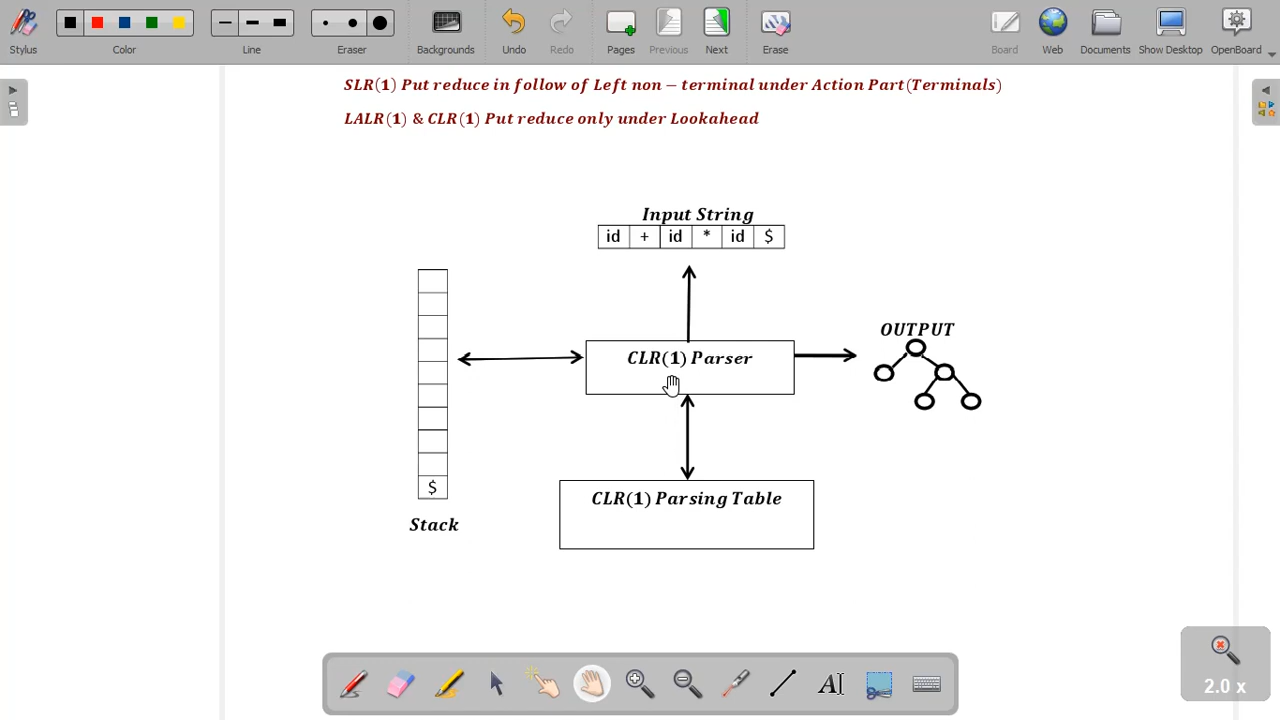 Stylus
Color
Line
Eraser
Backgrounds
Undo
Redo
Pages
Previous
Next
Erase
Board
Web
Documents
Show Desktop
OpenBoard
SLR(1) Put reduce in follow of Left non – terminal under Action Part(Terminals)
LALR(1) & CLR(1) Put reduce only under Lookahead
Input String
id + id * id $
CLR(1) Parser
OUTPUT
CLR(1) Parsing Table
$
Stack
AI
2.0 x